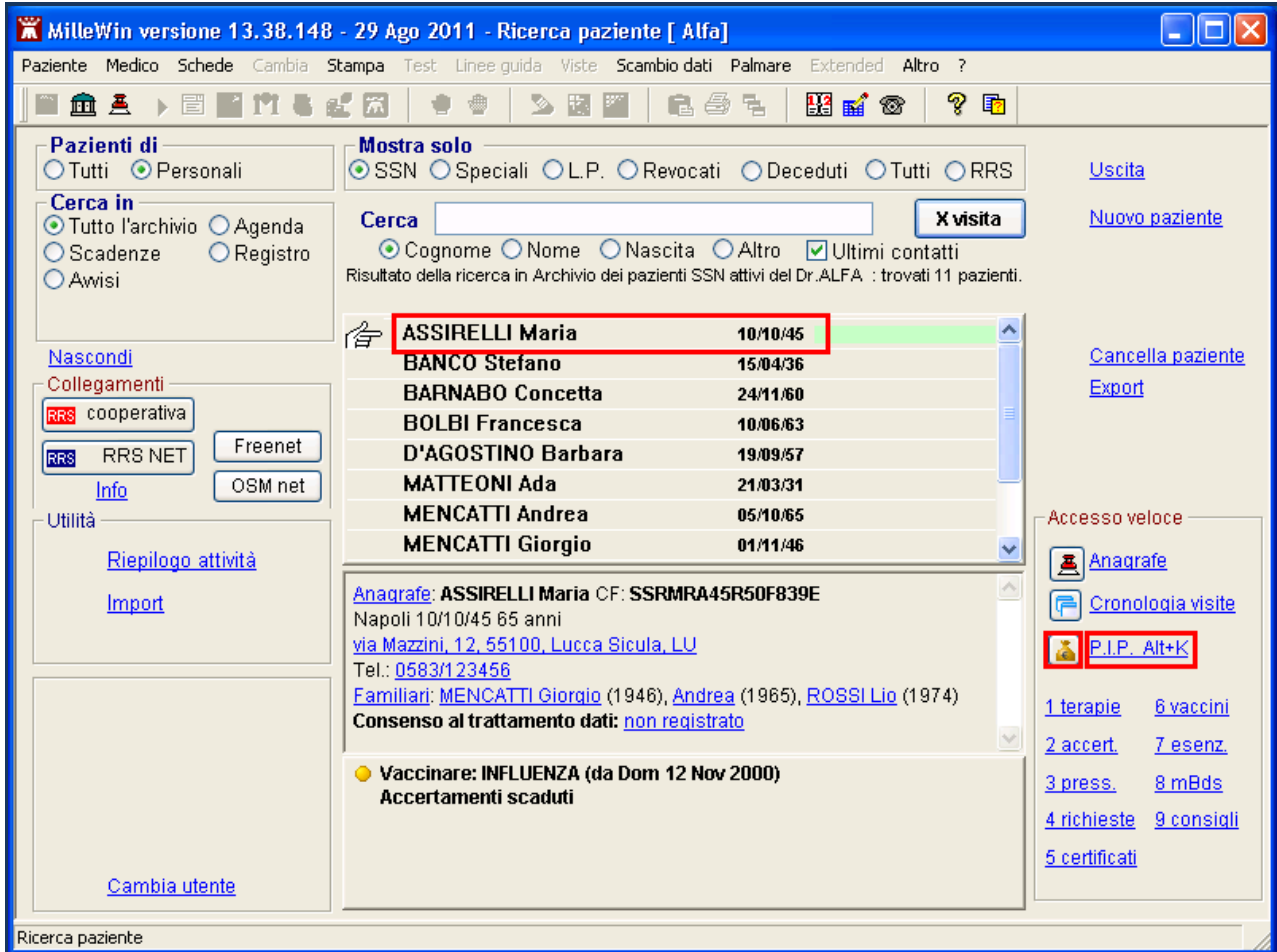 MilleWin versione 13.38.148 - 29 Ago 2011 - Ricerca paziente [ Alfa]
Paziente Medico Schede Cambia Stampa Test Linee guida Viste Scambio dati Palmare Extended Altro ?
Pazienti di
Tutti Personali
Mostra solo
SSN Speciali L.P. Revocati Deceduti Tutti RRS
Uscita
Cerca in
Tutto l'archivio Agenda
Scadenze Registro
Avvisi
Cerca X visita
Nuovo paziente
Cognome Nome Nascita Altro Ultimi contatti
Risultato della ricerca in Archivio dei pazienti SSN attivi del Dr.ALFA : trovati 11 pazienti.
ASSIRELLI Maria 10/10/45
BANCO Stefano 15/04/36
BARNABO Concetta 24/11/60
BOLBI Francesca 10/06/63
D'AGOSTINO Barbara 19/09/57
MATTEONI Ada 21/03/31
MENCATTI Andrea 05/10/65
MENCATTI Giorgio 01/11/46
Cancella paziente
Export
Nascondi
Collegamenti
RRS cooperativa
RRS RRS NET
Freenet
Info
OSM net
Utilità
Riepilogo attività
Import
Anagrafe: ASSIRELLI Maria CF: SSRMRA45R50F839E
Napoli 10/10/45 65 anni
via Mazzini, 12, 55100, Lucca Sicula, LU
Tel.: 0583/123456
Familiari: MENCATTI Giorgio (1946), Andrea (1965), ROSSI Lio (1974)
Consenso al trattamento dati: non registrato
Vaccinare: INFLUENZA (da Dom 12 Nov 2000)
Accertamenti scaduti
Accesso veloce
Anagrafe
Cronologia visite
P.I.P. Alt+K
1 terapie 6 vaccini
2 accert. 7 esenz.
3 press. 8 mBds
4 richieste 9 consigli
5 certificati
Cambia utente
Ricerca paziente